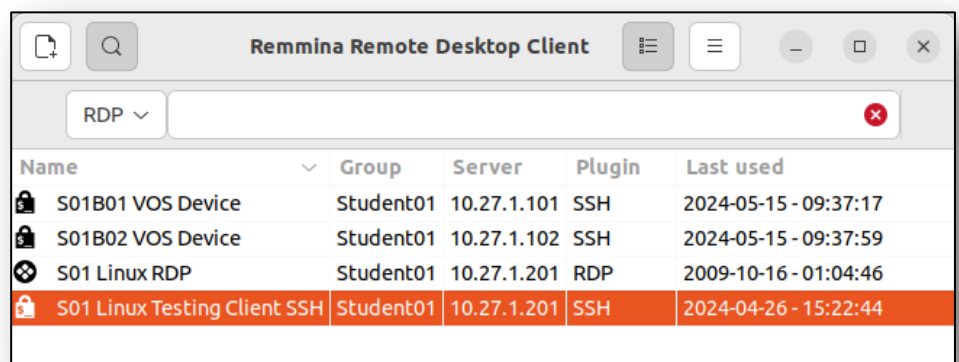 Remmina Remote Desktop Client
RDP
Name Group Server Plugin Last used
S01B01 VOS Device Student01 10.27.1.101 SSH 2024-05-15 - 09:37:17
S01B02 VOS Device Student01 10.27.1.102 SSH 2024-05-15 - 09:37:59
S01 Linux RDP Student01 10.27.1.201 RDP 2009-10-16 - 01:04:46
S01 Linux Testing Client SSH Student01 10.27.1.201 SSH 2024-04-26 - 15:22:44